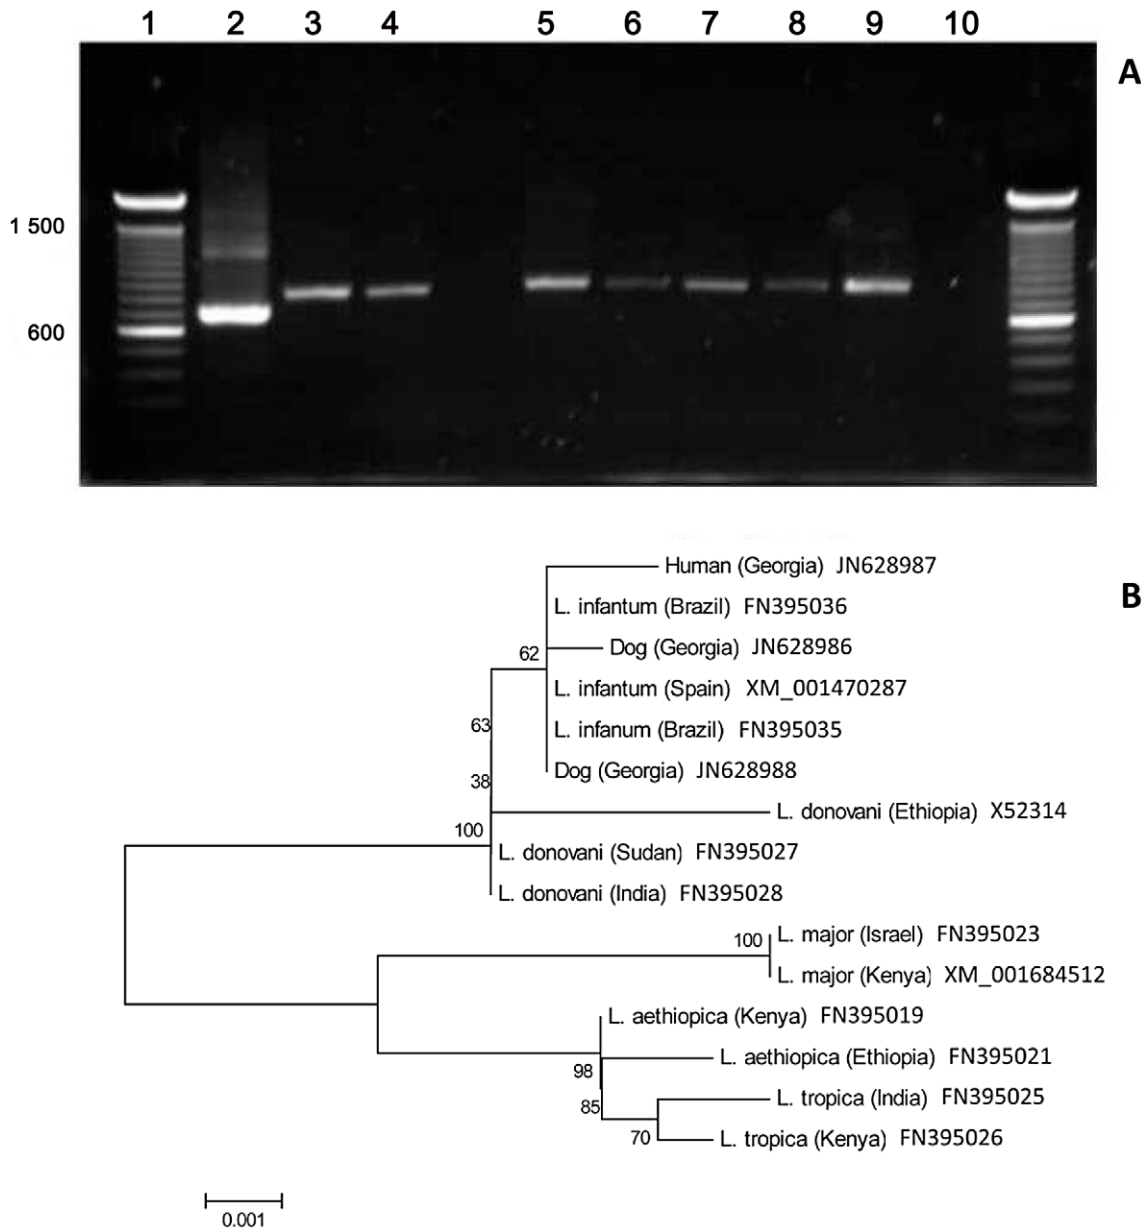 1 2 3 4 5 6 7 8 9 10
A
1 500
600
Human (Georgia) JN628987
B
L. infantum (Brazil) FN395036
Dog (Georgia) JN628986
62
L. infantum (Spain) XM_001470287
63
L. infanum (Brazil) FN395035
Dog (Georgia) JN628988
38
L. donovani (Ethiopia) X52314
100
L. donovani (Sudan) FN395027
L. donovani (India) FN395028
L. major (Israel) FN395023
100
L. major (Kenya) XM_001684512
L. aethiopica (Kenya) FN395019
L. aethiopica (Ethiopia) FN395021
98
L. tropica (India) FN395025
85
L. tropica (Kenya) FN395026
70
0.001